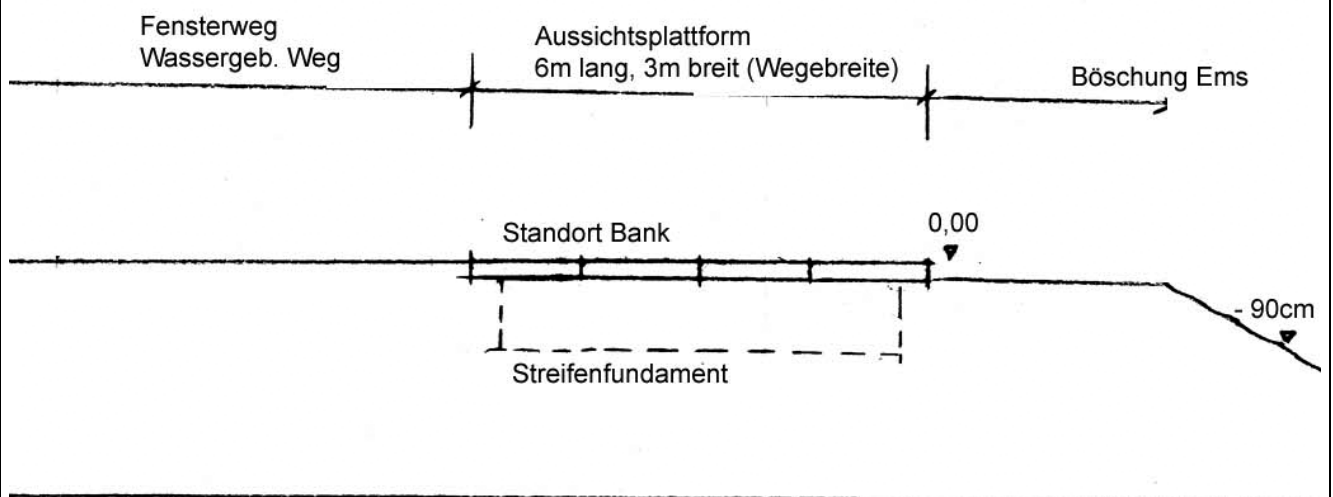 Fensterweg
Wassergeb. Weg
Aussichtsplattform
6m lang, 3m breit (Wegebreite)
Böschung Ems
Standort Bank
0,00
- 90cm
Streifenfundament